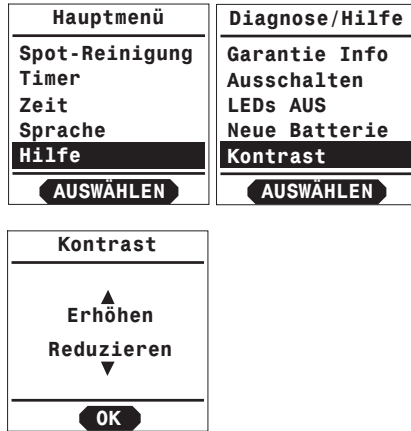 Hauptmenü
Spot-Reinigung
Timer
Zeit
Sprache
Hilfe
AUSWÄHLEN
Diagnose/Hilfe
Garantie Info
Ausschalten
LEDs AUS
Neue Batterie
Kontrast
AUSWÄHLEN
Kontrast
Erhöhen
Reduzieren
OK